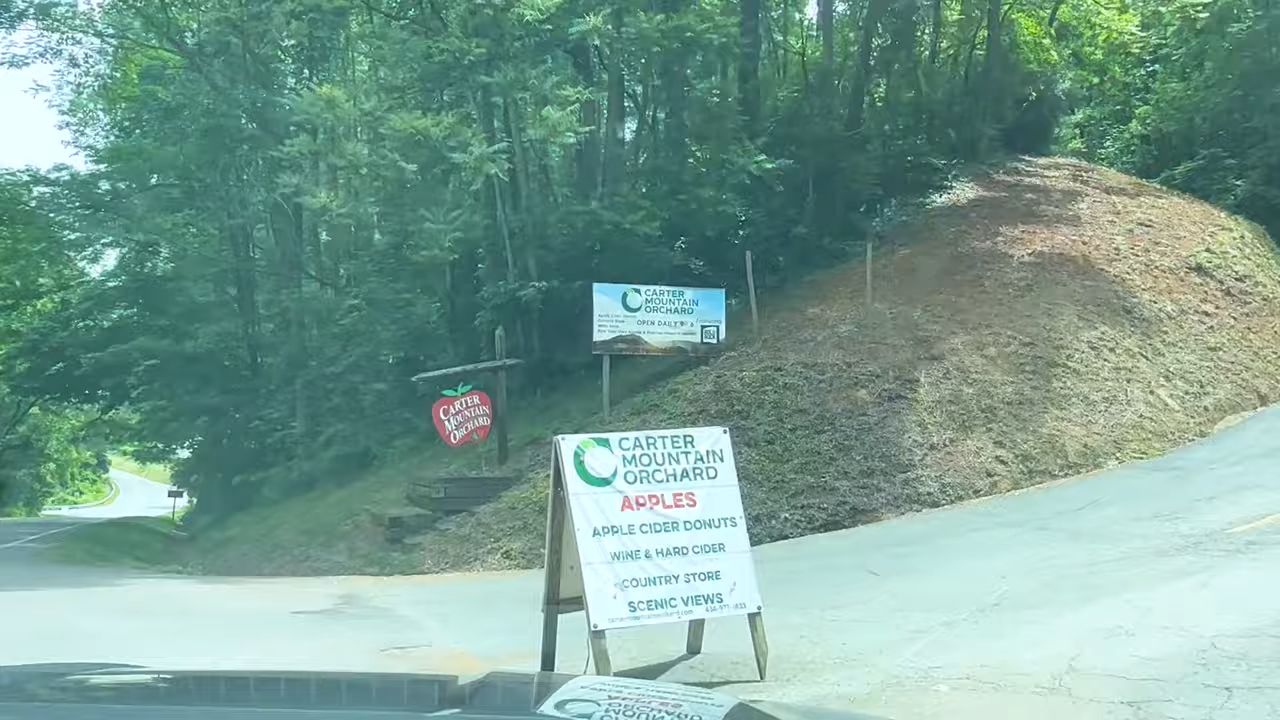 CARTER
MOUNTAIN
ORCHARD
OPEN DAILY
CARTER
MOUNTAIN
ORCHARD
CARTER
MOUNTAIN
ORCHARD
APPLES
APPLE CIDER DONUTS
WINE & HARD CIDER
COUNTRY STORE
SCENIC VIEWS